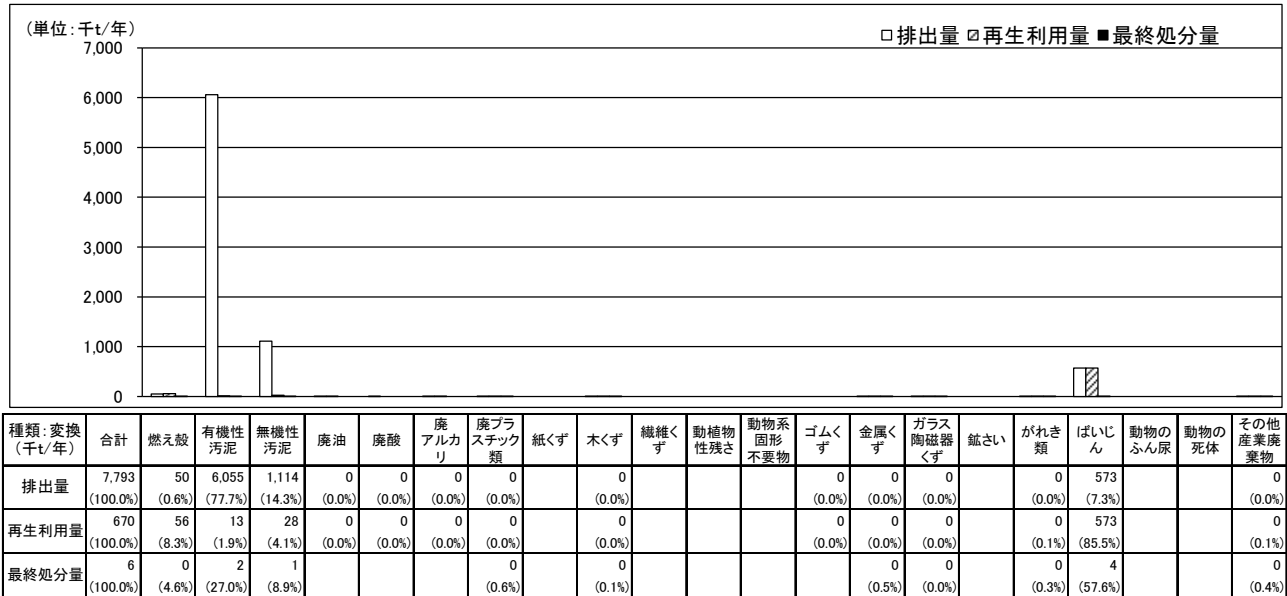 (単位:千t/年)
□排出量 ▨再生利用量 ■最終処分量
7,000
6,000
5,000
4,000
3,000
2,000
1,000
0
種類:変換(千t/年) 合計 燃え殻 有機性汚泥 無機性汚泥 廃油 廃酸 廃アルカリ 廃プラスチック類 紙くず 木くず 繊維くず 動植物性残さ 動物系固形不要物 ゴムくず 金属くず ガラス陶磁器くず 鉱さい がれき類 ばいじん 動物のふん尿 動物の死体 その他産業廃棄物
排出量 7,793 50 6,055 1,114 0 0 0 0 0 0 0 0 0 573 0
(100.0%) (0.6%) (77.7%) (14.3%) (0.0%) (0.0%) (0.0%) (0.0%) (0.0%) (0.0%) (0.0%) (0.0%) (0.0%) (7.3%) (0.0%)
再生利用量 670 56 13 28 0 0 0 0 0 0 0 0 0 573 0
(100.0%) (8.3%) (1.9%) (4.1%) (0.0%) (0.0%) (0.0%) (0.0%) (0.0%) (0.0%) (0.0%) (0.0%) (0.1%) (85.5%) (0.1%)
最終処分量 6 0 2 1 0 0 0 0 0 4 0
(100.0%) (4.6%) (27.0%) (8.9%) (0.6%) (0.1%) (0.5%) (0.0%) (0.3%) (57.6%) (0.4%)